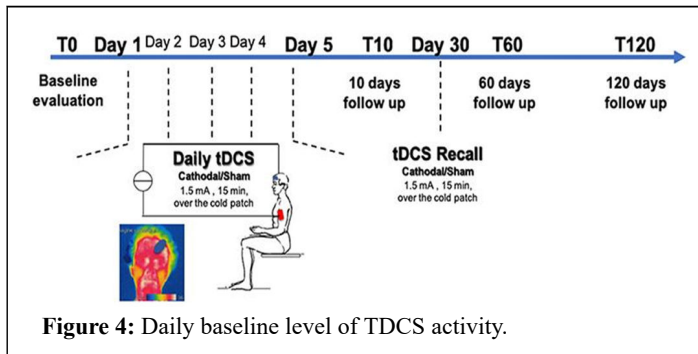 T0 Day 1 Day 2 Day 3 Day 4 Day 5 T10 Day 30 T60 T120
Baseline
evaluation
10 days
follow up
60 days
follow up
120 days
follow up
Daily tDCS
Cathodal/Sham
1.5 mA , 15 min,
over the cold patch
tDCS Recall
Cathodal/Sham
1.5 mA , 15 min,
over the cold patch
Figure 4: Daily baseline level of TDCS activity.